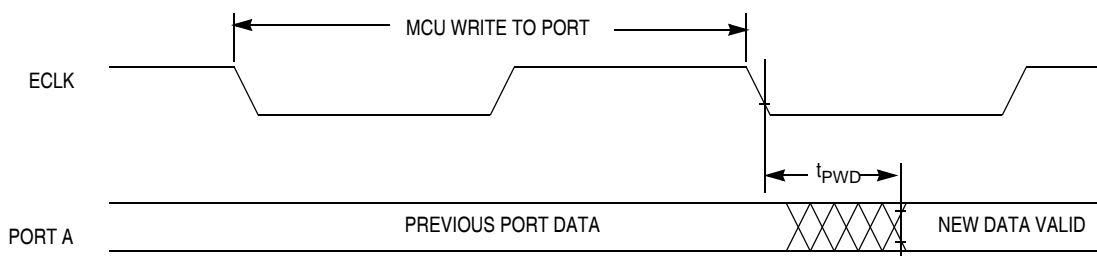 MCU WRITE TO PORT
ECLK
tPWD
PREVIOUS PORT DATA
NEW DATA VALID
PORT A